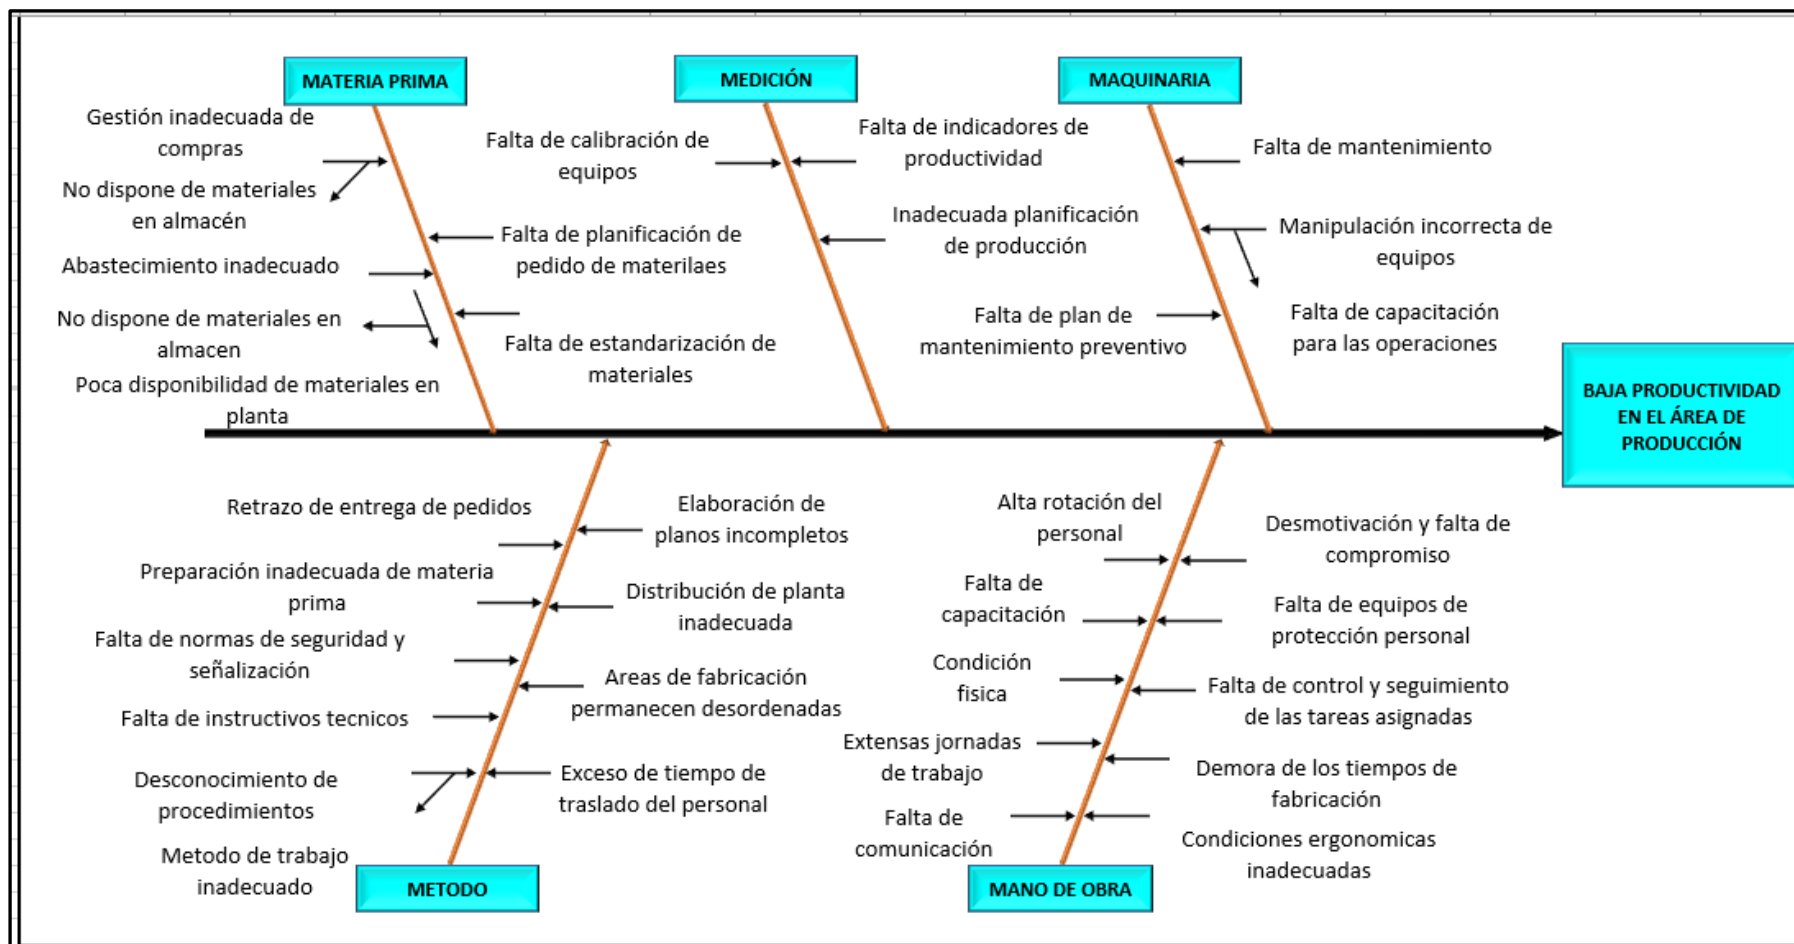 MATERIA PRIMA
MEDICIÓN
MAQUINARIA
Gestión inadecuada de
compras
No dispone de materiales
en almacén
Abastecimiento inadecuado
No dispone de materiales en
almacen
Poca disponibilidad de materiales en
planta
Falta de planificación de
pedido de materilaes
Falta de estandarización de
materiales
Falta de calibración de
equipos
Falta de indicadores de
productividad
Inadecuada planificación
de producción
Falta de mantenimiento
Manipulación incorrecta de
equipos
Falta de plan de
mantenimiento preventivo
Falta de capacitación
para las operaciones
BAJA PRODUCTIVIDAD
EN EL ÁREA DE
PRODUCCIÓN
Retrazo de entrega de pedidos
Preparación inadecuada de materia
prima
Falta de normas de seguridad y
señalización
Falta de instructivos tecnicos
Desconocimiento de
procedimientos
Metodo de trabajo
inadecuado
Elaboración de
planos incompletos
Distribución de planta
inadecuada
Areas de fabricación
permanecen desordenadas
Exceso de tiempo de
traslado del personal
METODO
Alta rotación del
personal
Falta de
capacitación
Condición
fisica
Extensas jornadas
de trabajo
Falta de
comunicación
Desmotivación y falta de
compromiso
Falta de equipos de
protección personal
Falta de control y seguimiento
de las tareas asignadas
Demora de los tiempos de
fabricación
Condiciones ergonomicas
inadecuadas
MANO DE OBRA